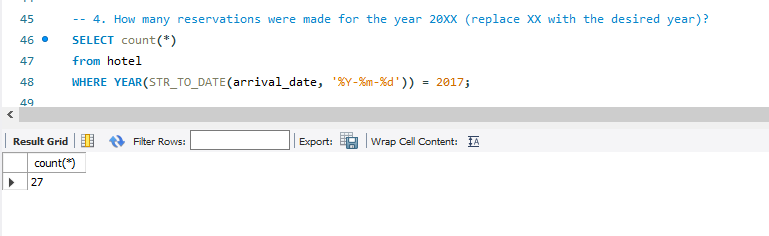 45 -- 4. How many reservations were made for the year 20XX (replace XX with the desired year)?
46 SELECT count(*)
47 from hotel
48 WHERE YEAR(STR_TO_DATE(arrival_date, '%Y-%m-%d')) = 2017;
49
Result Grid Filter Rows: Export: Wrap Cell Content: IA
count(*)
27